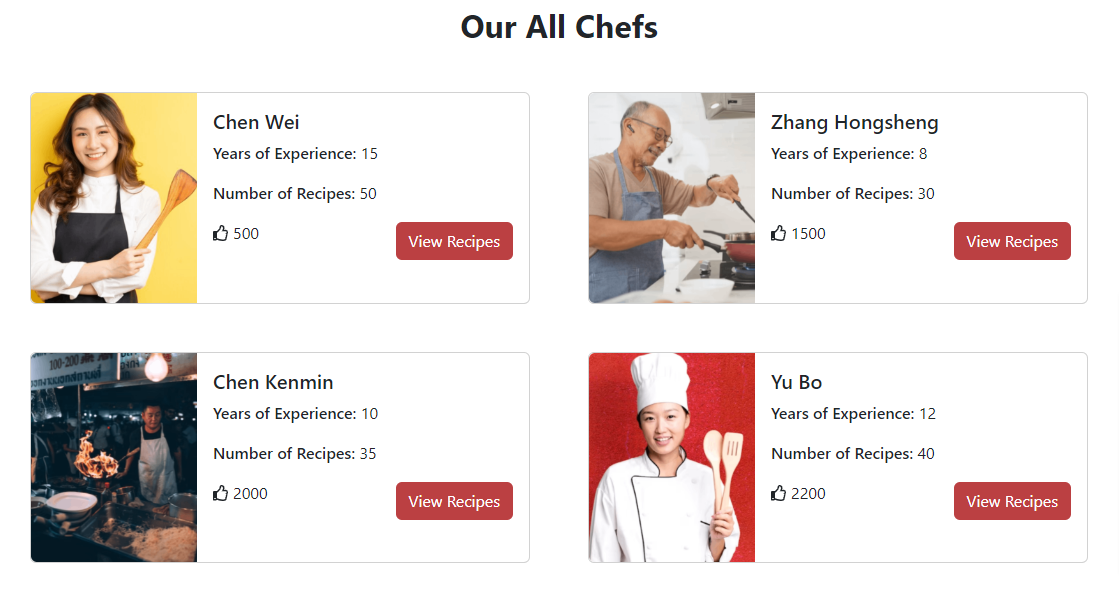 Our All Chefs
Chen Wei
Years of Experience: 15
Number of Recipes: 50
500
View Recipes
Zhang Hongsheng
Years of Experience: 8
Number of Recipes: 30
1500
View Recipes
100-200
Chen Kenmin
Years of Experience: 10
Number of Recipes: 35
2000
View Recipes
Yu Bo
Years of Experience: 12
Number of Recipes: 40
2200
View Recipes